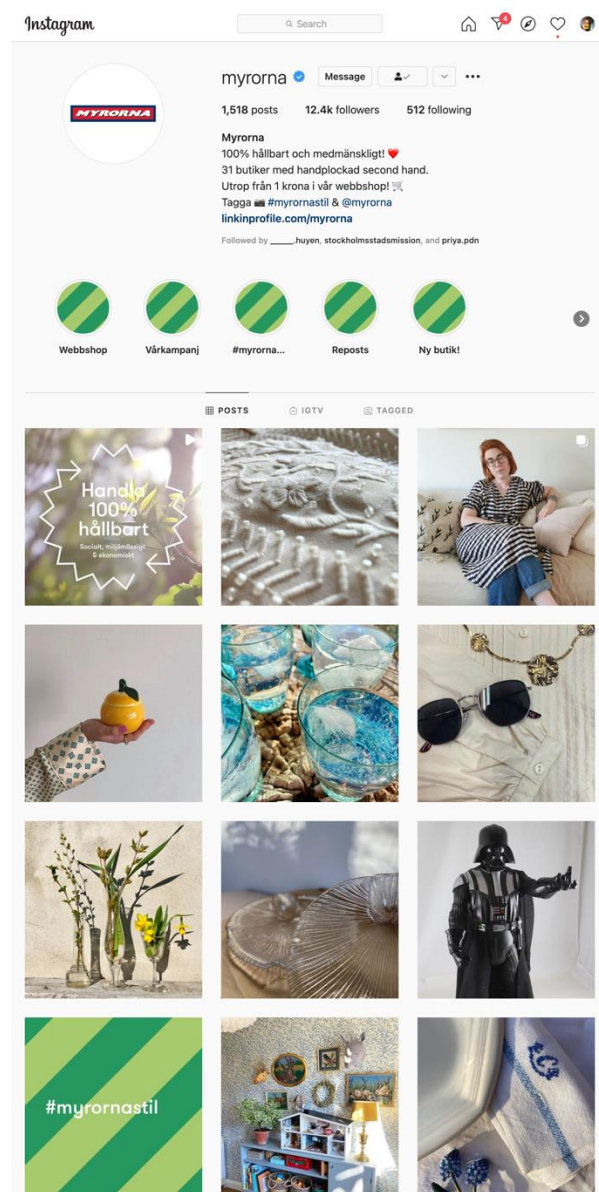 Instagram
Search
4
myrorna Message
1,518 posts 12.4k followers 512 following
MYRORNA
Myrorna
100% hållbart och medmänskligt! ❤️
31 butiker med handplockad second hand.
Utrop från 1 krona i vår webbshop! 🛒
Tagga 📸 #myrornastil & @myrorna
linkinprofile.com/myrorna
Followed by _____.huyen, stockholmsstadsmission, and priya.pdn
Webbshop Vårkampanj #myrorna... Reposts Ny butik!
POSTS IGTV TAGGED
Handla
100%
hållbart
Socialt, miljömässigt
& ekonomiskt
#myrornastil